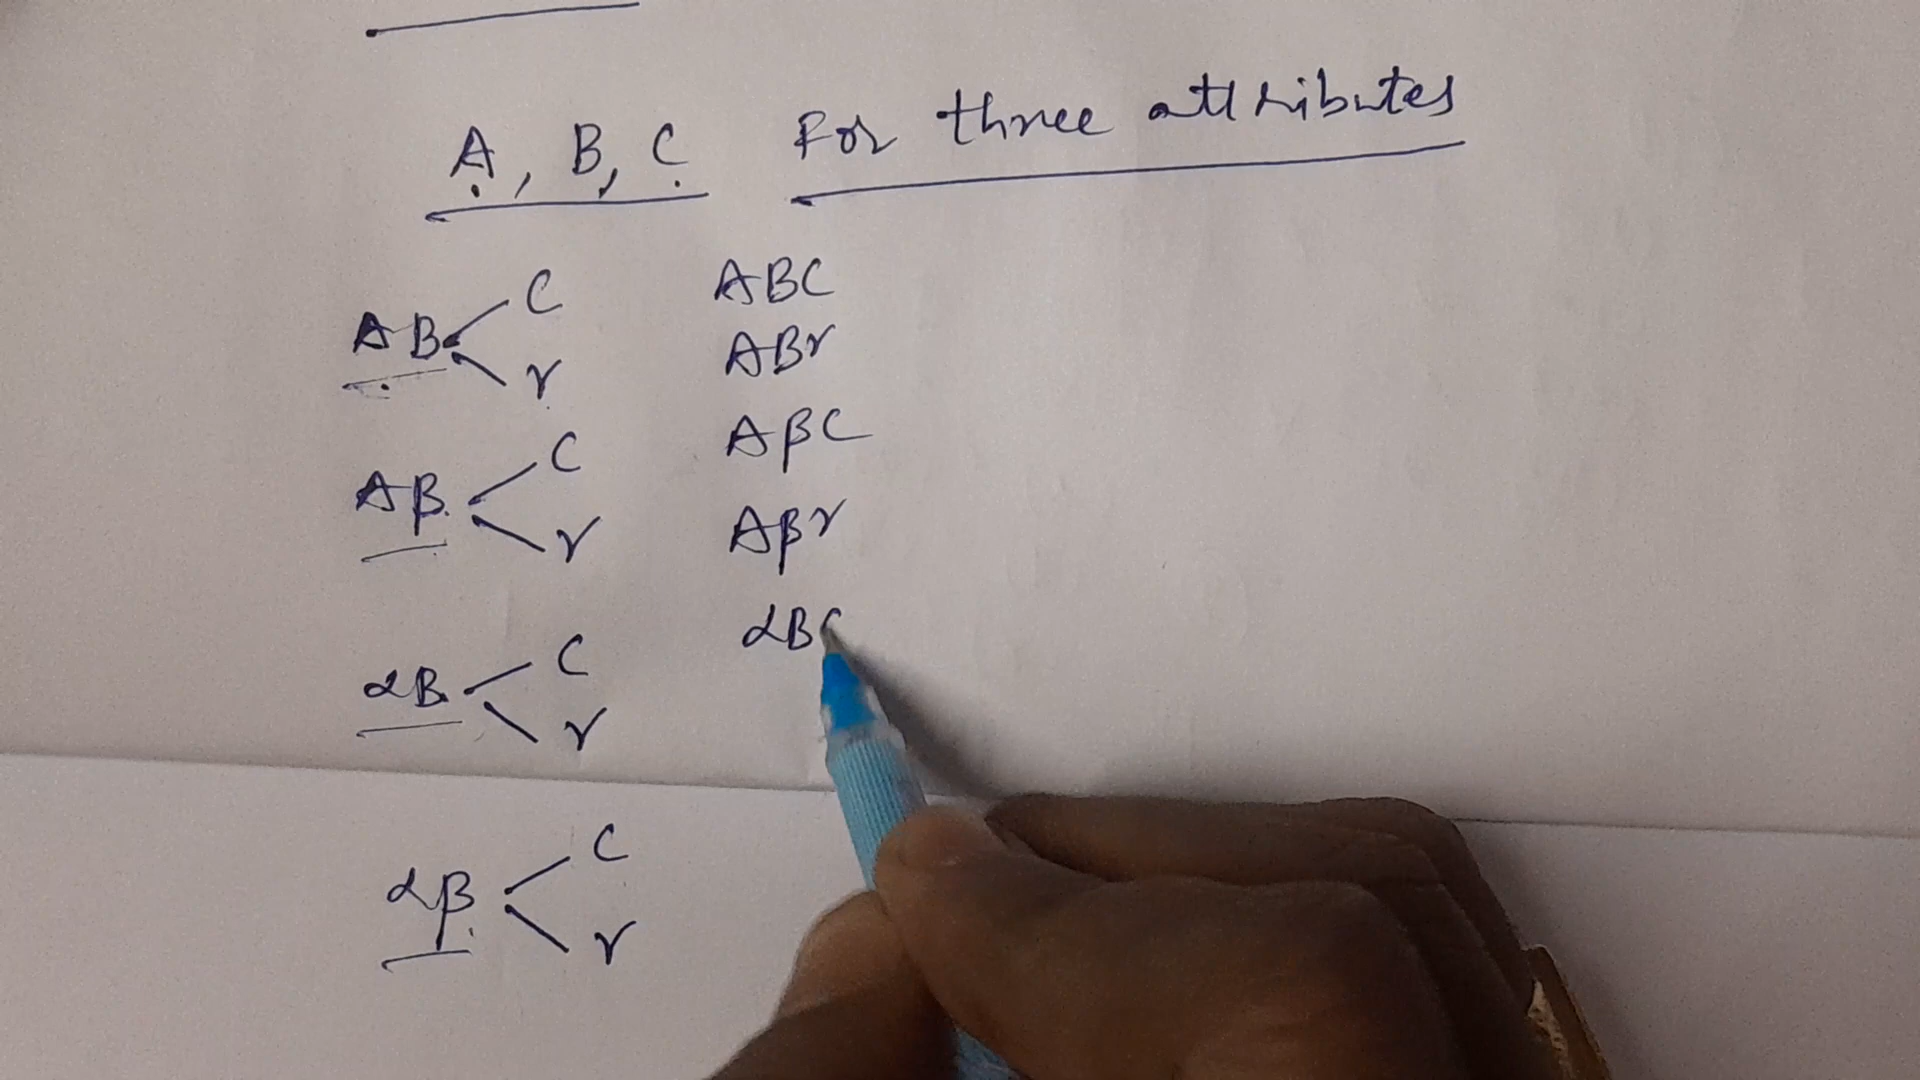 A, B, C For three attributes
C ABC
AB
γ ABγ
C AβC
Aβ
γ Aβγ
C αBC
αB
γ
C
αβ
γ